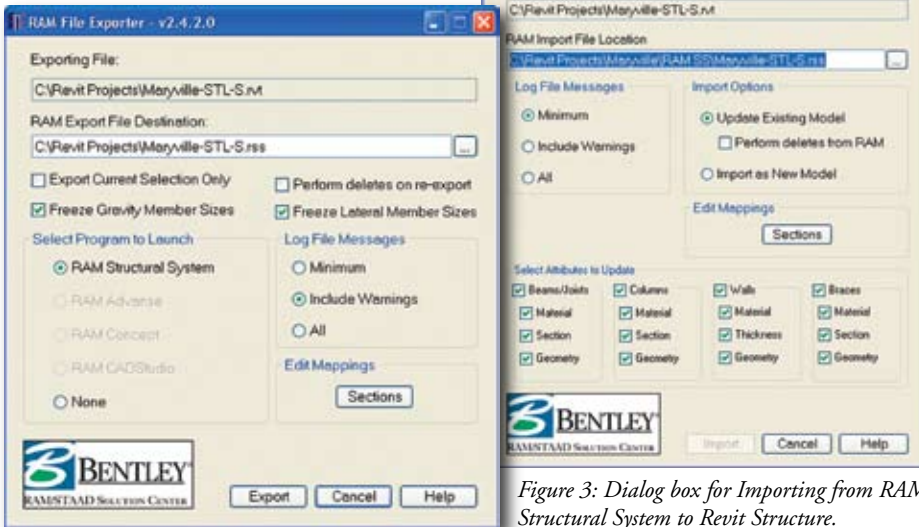 RAM File Exporter - v2.4.2.0
Exporting File:
C:\Revit Projects\Maryville-STL-S.rvt
RAM Export File Destination:
C:\Revit Projects\Maryville-STL-S.rss
...
Export Current Selection Only
Perform deletes on re-export
Freeze Gravity Member Sizes
Freeze Lateral Member Sizes
Select Program to Launch
RAM Structural System
RAM Advanse
RAM Concept
RAM CADStudio
None
Log File Messages
Minimum
Include Warnings
All
Edit Mappings
Sections
BENTLEY
RAM/STAAD SOLUTION CENTER
Export
Cancel
Help
C:\Revit Projects\Maryville-STL-S.rvt
RAM Import File Location
C:\Revit Projects\Maryville\RAM SS\Maryville-STL-S.rss
...
Log File Messages
Minimum
Include Warnings
All
Import Options
Update Existing Model
Perform deletes from RAM
Import as New Model
Edit Mappings
Sections
Select Attributes to Update
Beams/Joists
Material
Section
Geometry
Columns
Material
Section
Geometry
Walls
Material
Thickness
Geometry
Braces
Material
Section
Geometry
BENTLEY
RAM/STAAD SOLUTION CENTER
Import
Cancel
Help
Figure 3: Dialog box for Importing from RAM
Structural System to Revit Structure.